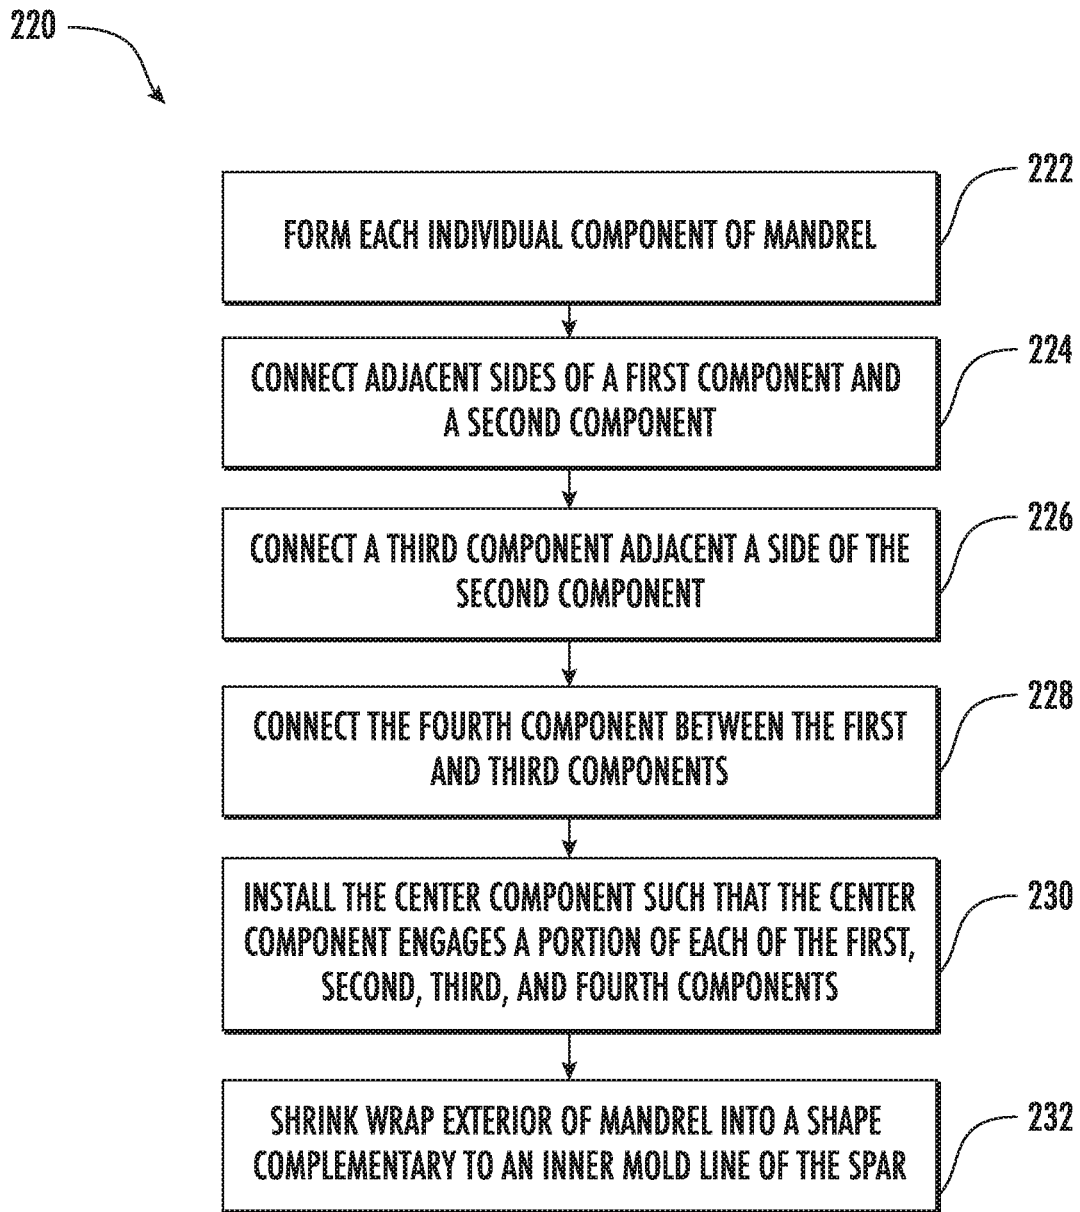 220
222
FORM EACH INDIVIDUAL COMPONENT OF MANDREL
224
CONNECT ADJACENT SIDES OF A FIRST COMPONENT AND
A SECOND COMPONENT
226
CONNECT A THIRD COMPONENT ADJACENT A SIDE OF THE
SECOND COMPONENT
228
CONNECT THE FOURTH COMPONENT BETWEEN THE FIRST
AND THIRD COMPONENTS
230
INSTALL THE CENTER COMPONENT SUCH THAT THE CENTER
COMPONENT ENGAGES A PORTION OF EACH OF THE FIRST,
SECOND, THIRD, AND FOURTH COMPONENTS
232
SHRINK WRAP EXTERIOR OF MANDREL INTO A SHAPE
COMPLEMENTARY TO AN INNER MOLD LINE OF THE SPAR